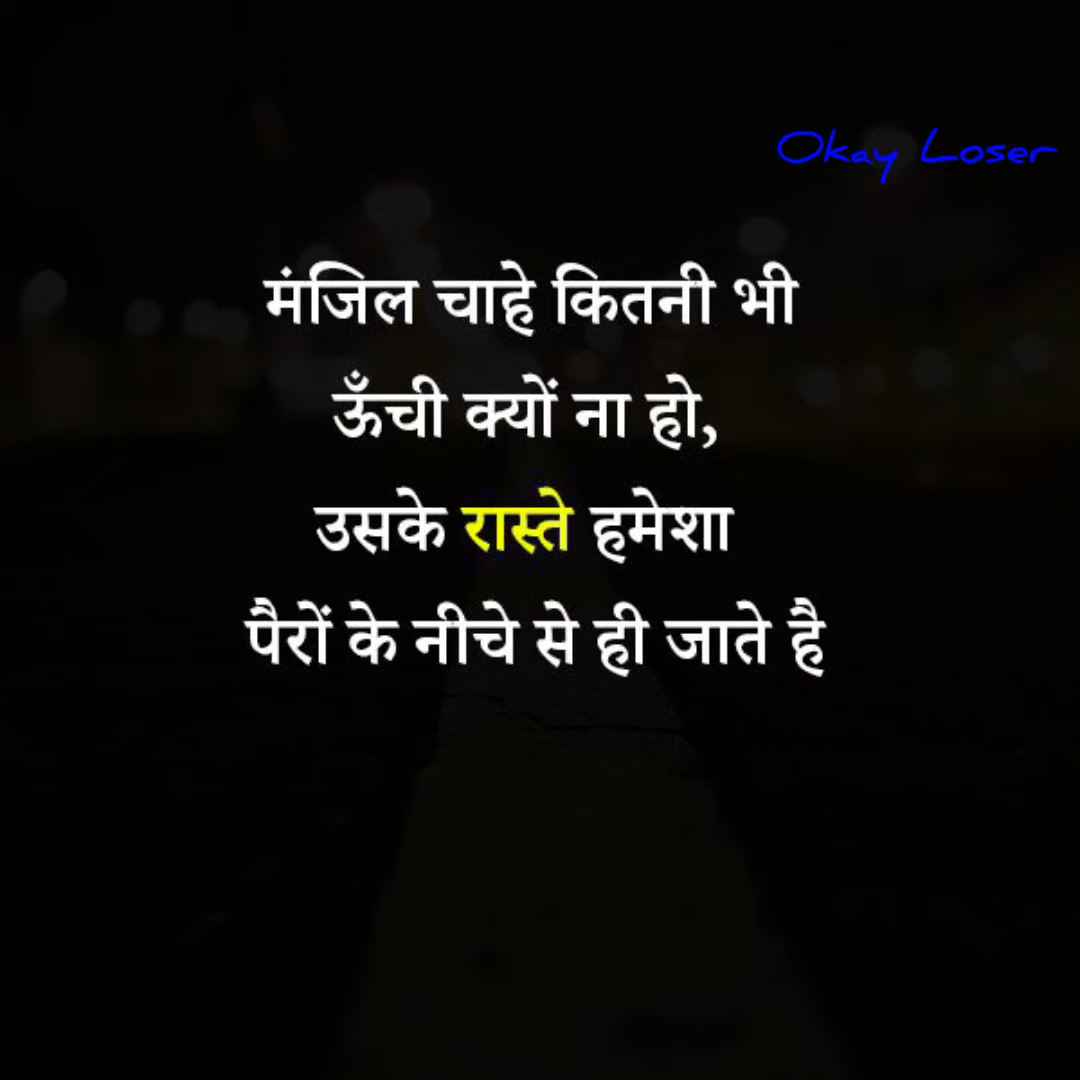 Okay Loser
मंजिल चाहे कितनी भी
ऊँची क्यों ना हो,
उसके रास्ते हमेशा
पैरों के नीचे से ही जाते है